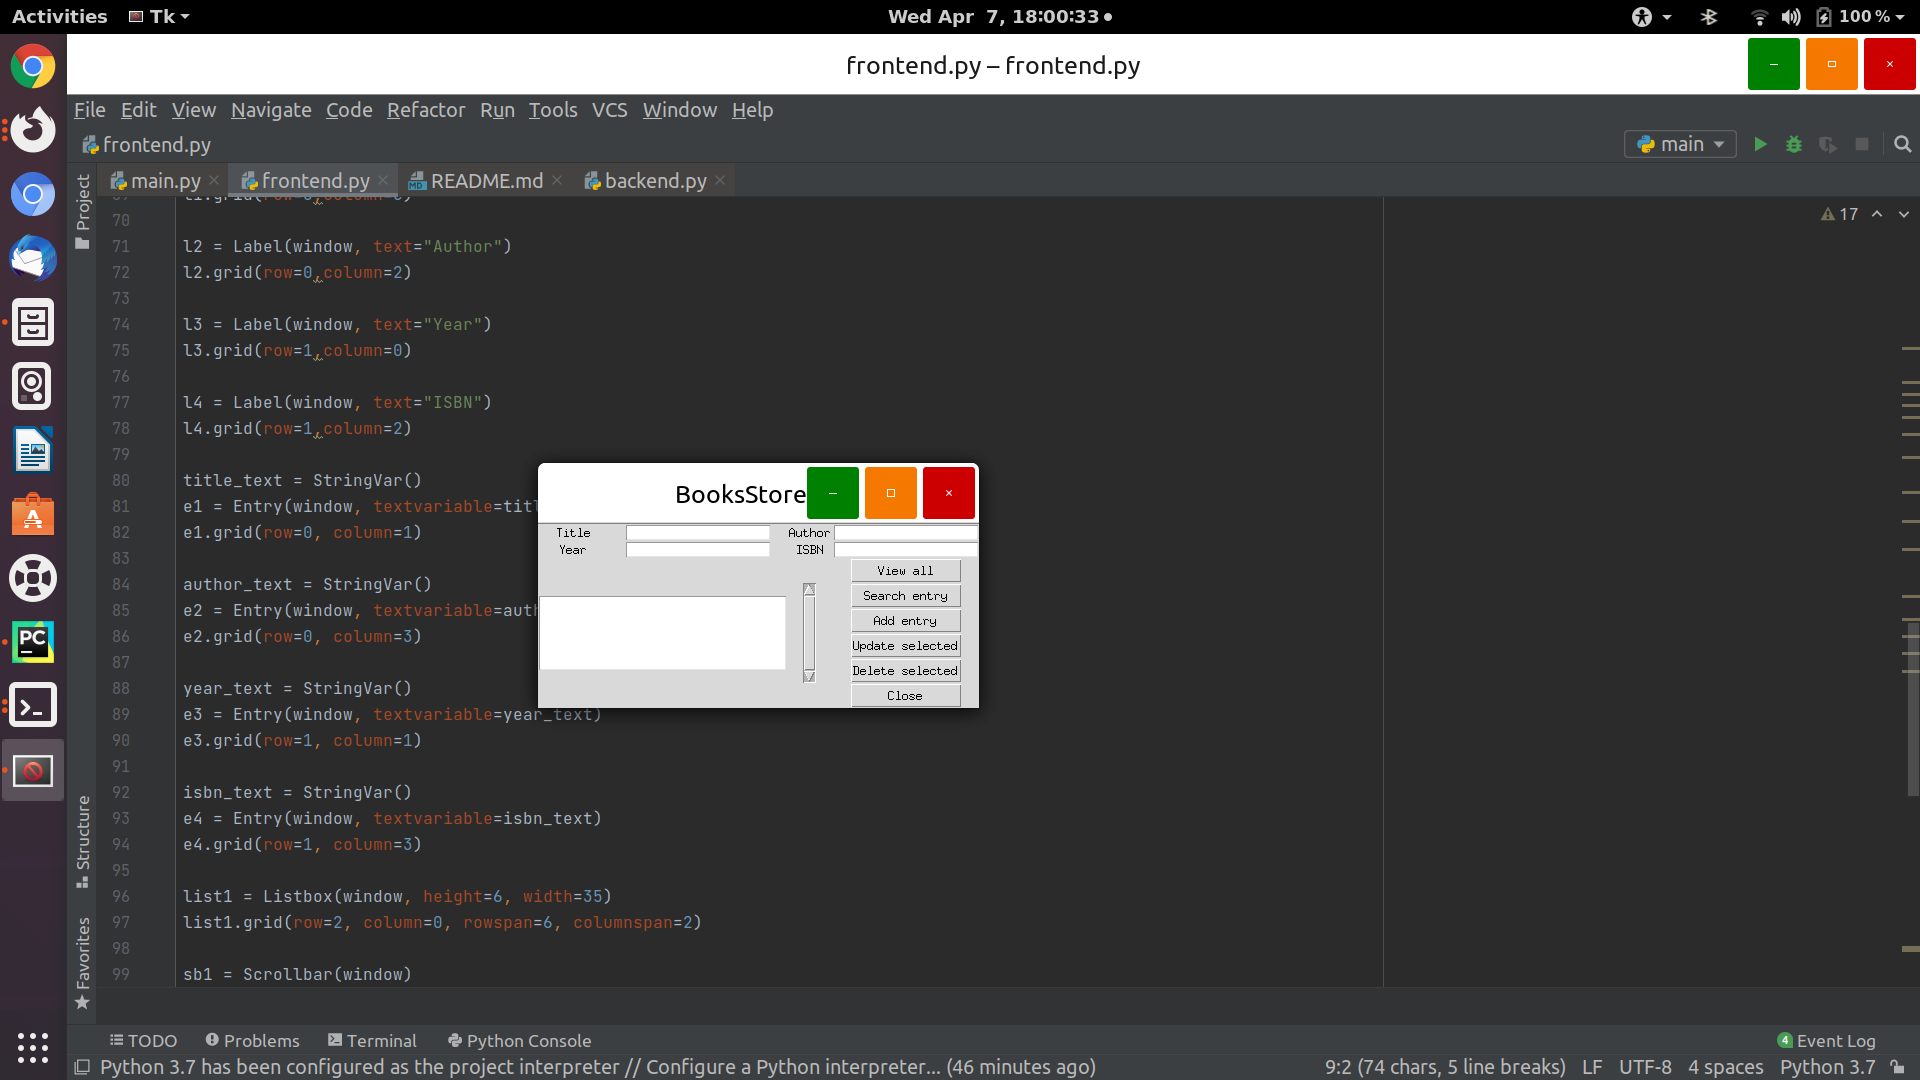 Activities Tk Wed Apr 7, 18:00:33 100 %
frontend.py – frontend.py
File Edit View Navigate Code Refactor Run Tools VCS Window Help
frontend.py main
main.py frontend.py README.md backend.py
Project
17
70
71 l2 = Label(window, text="Author")
72 l2.grid(row=0,column=2)
73
74 l3 = Label(window, text="Year")
75 l3.grid(row=1,column=0)
76
77 l4 = Label(window, text="ISBN")
78 l4.grid(row=1,column=2)
79
80 title_text = StringVar()
81 e1 = Entry(window, textvariable=titl
82 e1.grid(row=0, column=1)
83
84 author_text = StringVar()
85 e2 = Entry(window, textvariable=auth
86 e2.grid(row=0, column=3)
87
88 year_text = StringVar()
89 e3 = Entry(window, textvariable=year_text)
90 e3.grid(row=1, column=1)
91
92 isbn_text = StringVar()
93 e4 = Entry(window, textvariable=isbn_text)
94 e4.grid(row=1, column=3)
95
96 list1 = Listbox(window, height=6, width=35)
97 list1.grid(row=2, column=0, rowspan=6, columnspan=2)
98
99 sb1 = Scrollbar(window)
BooksStore
Title Author
Year ISBN
View all
Search entry
Add entry
Update selected
Delete selected
Close
Structure
Favorites
PC
TODO Problems Terminal Python Console 4 Event Log
Python 3.7 has been configured as the project interpreter // Configure a Python interpreter... (46 minutes ago) 9:2 (74 chars, 5 line breaks) LF UTF-8 4 spaces Python 3.7